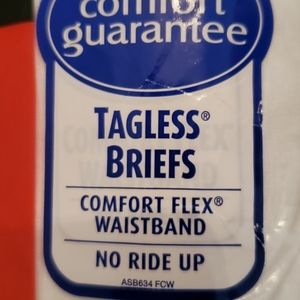 comfort
guarantee
TAGLESS®
BRIEFS
COMFORT FLEX®
WAISTBAND
NO RIDE UP
ASB634 FCW